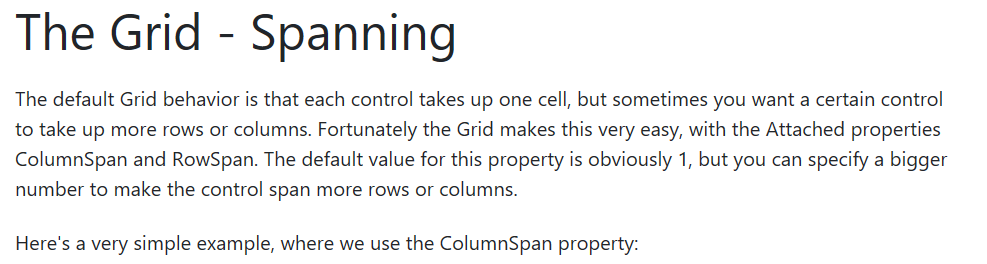 The Grid - Spanning
The default Grid behavior is that each control takes up one cell, but sometimes you want a certain control
to take up more rows or columns. Fortunately the Grid makes this very easy, with the Attached properties
ColumnSpan and RowSpan. The default value for this property is obviously 1, but you can specify a bigger
number to make the control span more rows or columns.
Here's a very simple example, where we use the ColumnSpan property: